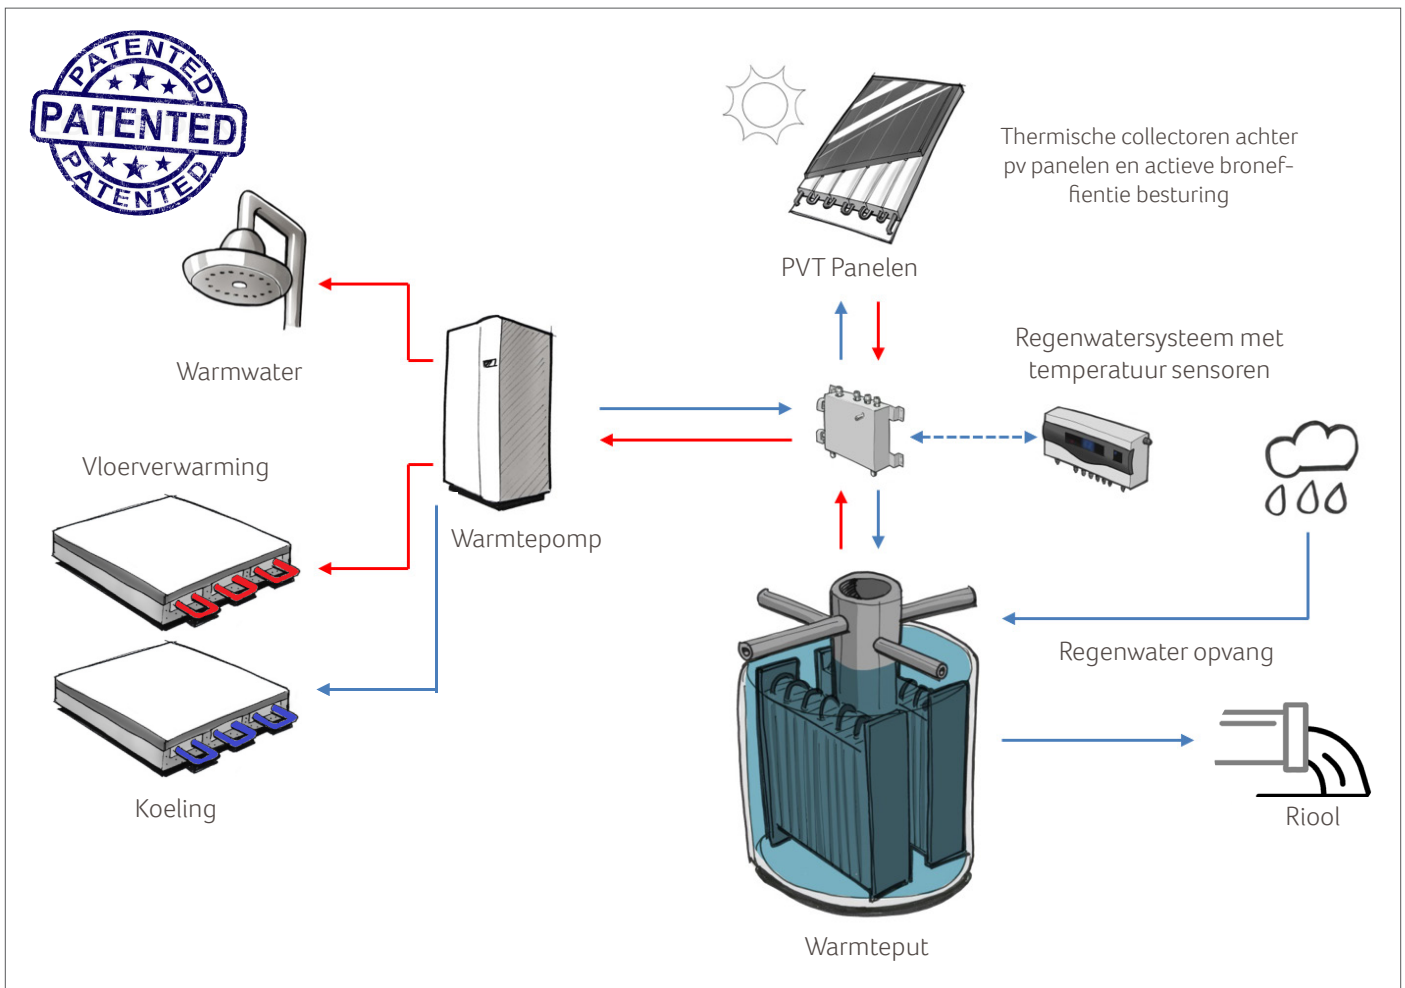 PATENTED
PATENTED
PATENTED
Thermische collectoren achter
pv panelen en actieve bronef-
fientie besturing
PVT Panelen
Regenwatersysteem met
temperatuur sensoren
Warmwater
Vloerverwarming
Warmtepomp
Regenwater opvang
Koeling
Riool
Warmteput